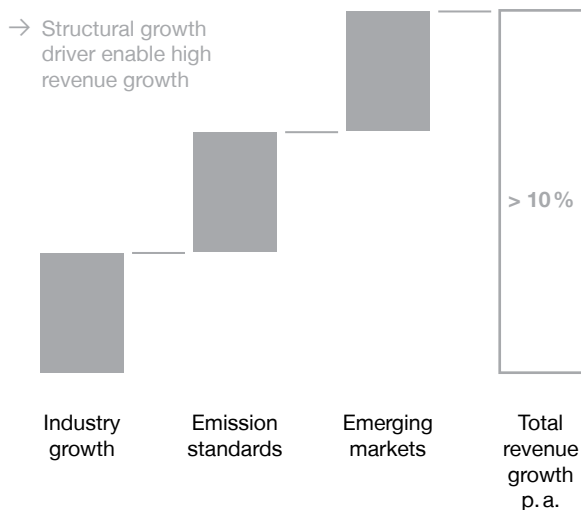 → Structural growth
driver enable high
revenue growth
> 10 %
Industry
growth
Emission
standards
Emerging
markets
Total
revenue
growth
p. a.